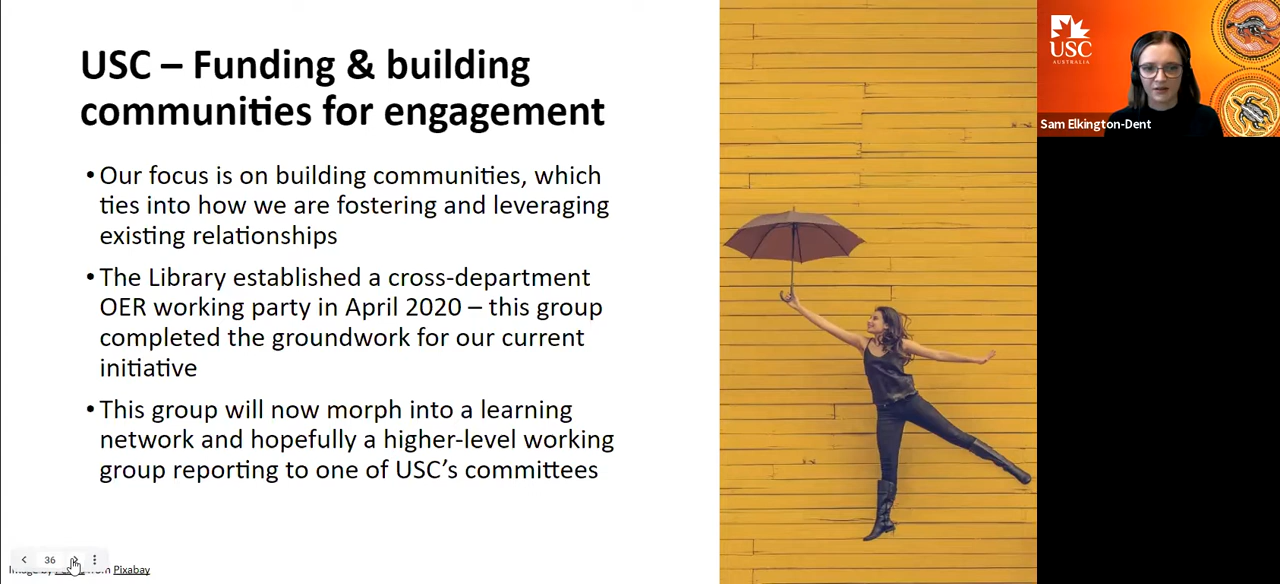 USC – Funding & building
communities for engagement
• Our focus is on building communities, which
ties into how we are fostering and leveraging
existing relationships
• The Library established a cross-department
OER working party in April 2020 – this group
completed the groundwork for our current
initiative
• This group will now morph into a learning
network and hopefully a higher-level working
group reporting to one of USC’s committees
36
Pixabay
USC
AUSTRALIA
Sam Elkington-Dent